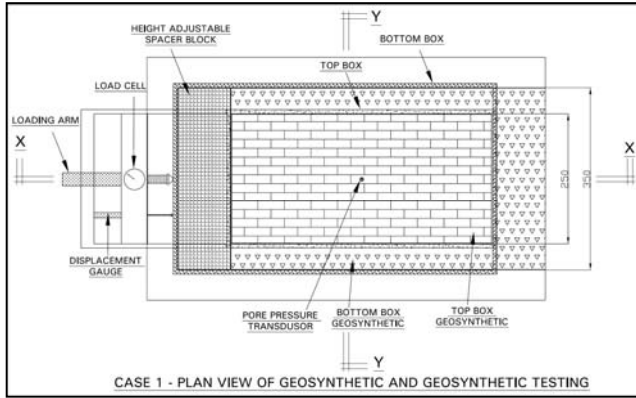 Y
HEIGHT ADJUSTABLE
SPACER BLOCK
BOTTOM BOX
TOP BOX
LOAD CELL
LOADING ARM
X
X
250
350
DISPLACEMENT
GAUGE
PORE PRESSURE
TRANSDUSOR
BOTTOM BOX
GEOSYNTHETIC
TOP BOX
GEOSYNTHETIC
Y
CASE 1 - PLAN VIEW OF GEOSYNTHETIC AND GEOSYNTHETIC TESTING